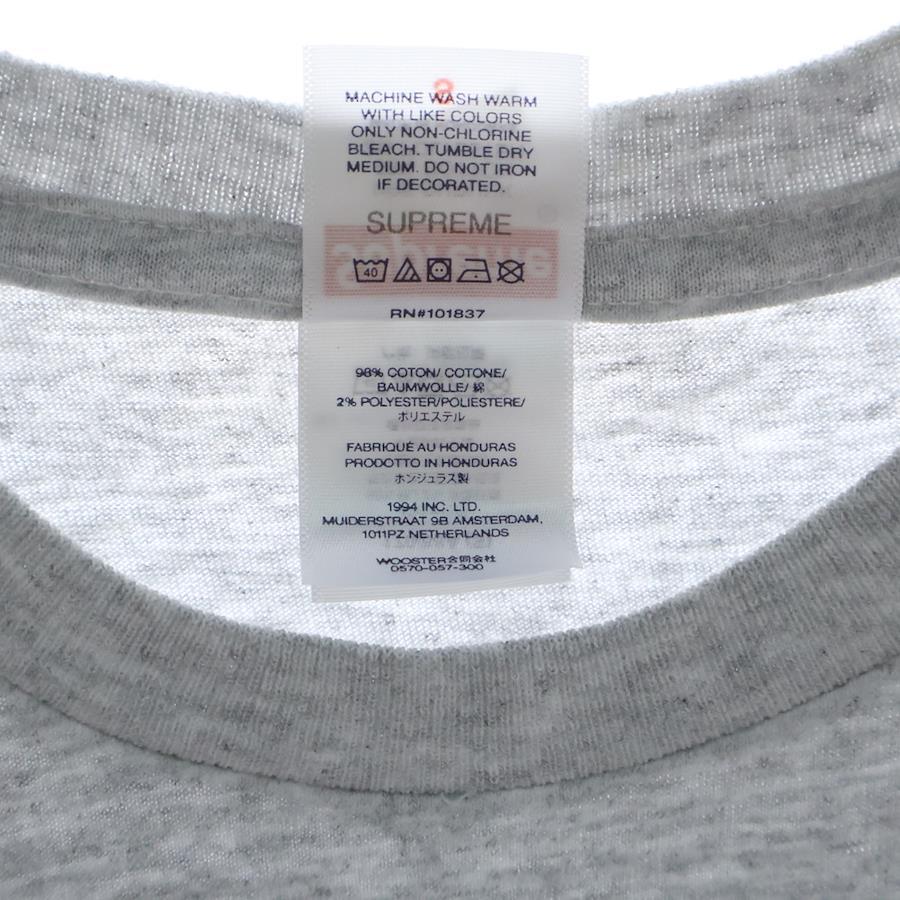 MACHINE WASH WARM
WITH LIKE COLORS
ONLY NON-CHLORINE
BLEACH. TUMBLE DRY
MEDIUM. DO NOT IRON
IF DECORATED.
SUPREME
40
RN#101837
98% COTON/ COTONE/
BAUMWOLLE/ 綿
2% POLYESTER/POLIESTERE/
ポリエステル
FABRIQUÉ AU HONDURAS
PRODOTTO IN HONDURAS
ホンジュラス製
1994 INC. LTD.
MUIDERSTRAAT 9B AMSTERDAM,
1011PZ NETHERLANDS
WOOSTER合同会社
0570-057-300